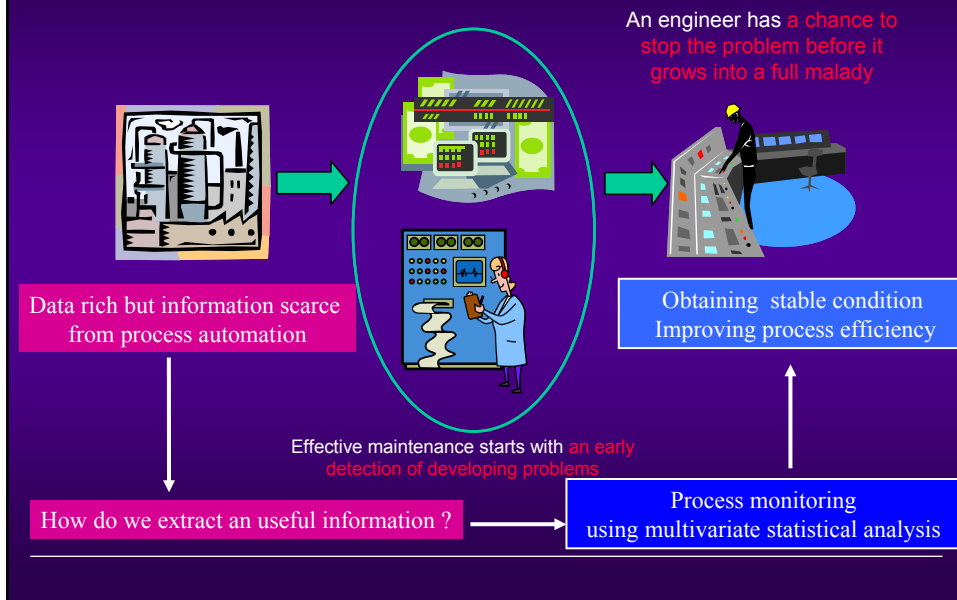 An engineer has a chance to
stop the problem before it
grows into a full malady
Data rich but information scarce
from process automation
Obtaining stable condition
Improving process efficiency
Effective maintenance starts with an early
detection of developing problems
How do we extract an useful information ?
Process monitoring
using multivariate statistical analysis